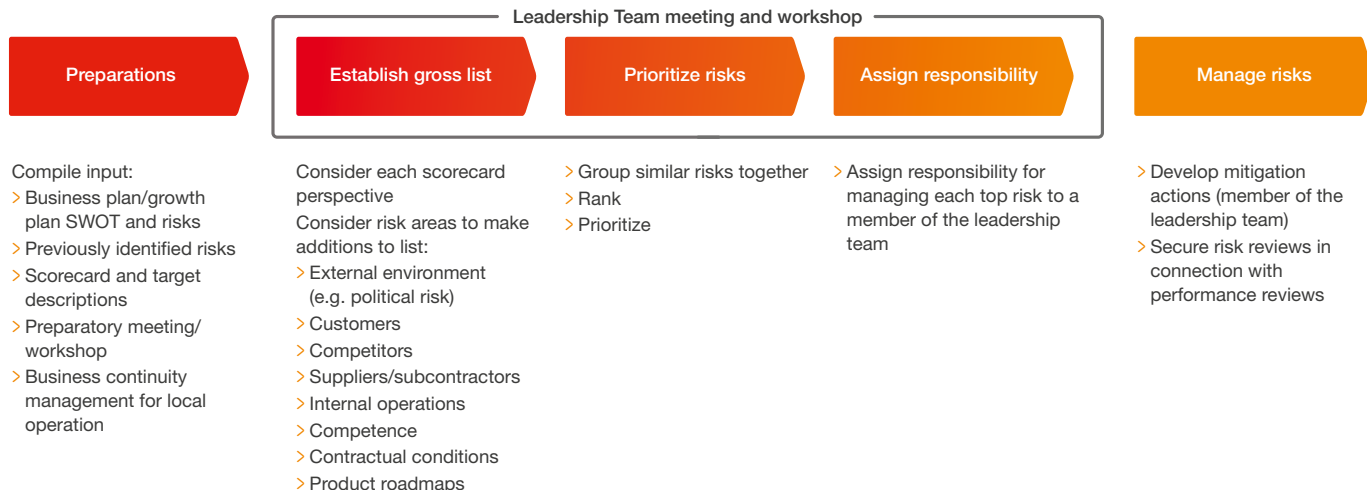 Leadership Team meeting and workshop
Preparations
Establish gross list
Prioritize risks
Assign responsibility
Manage risks
Compile input:
> Business plan/growth
plan SWOT and risks
> Previously identified risks
> Scorecard and target
descriptions
> Preparatory meeting/
workshop
> Business continuity
management for local
operation
Consider each scorecard
perspective
Consider risk areas to make
additions to list:
> External environment
(e.g. political risk)
> Customers
> Competitors
> Suppliers/subcontractors
> Internal operations
> Competence
> Contractual conditions
> Product roadmaps
> Group similar risks together
> Rank
> Prioritize
> Assign responsibility for
managing each top risk to a
member of the leadership
team
> Develop mitigation
actions (member of the
leadership team)
> Secure risk reviews in
connection with
performance reviews